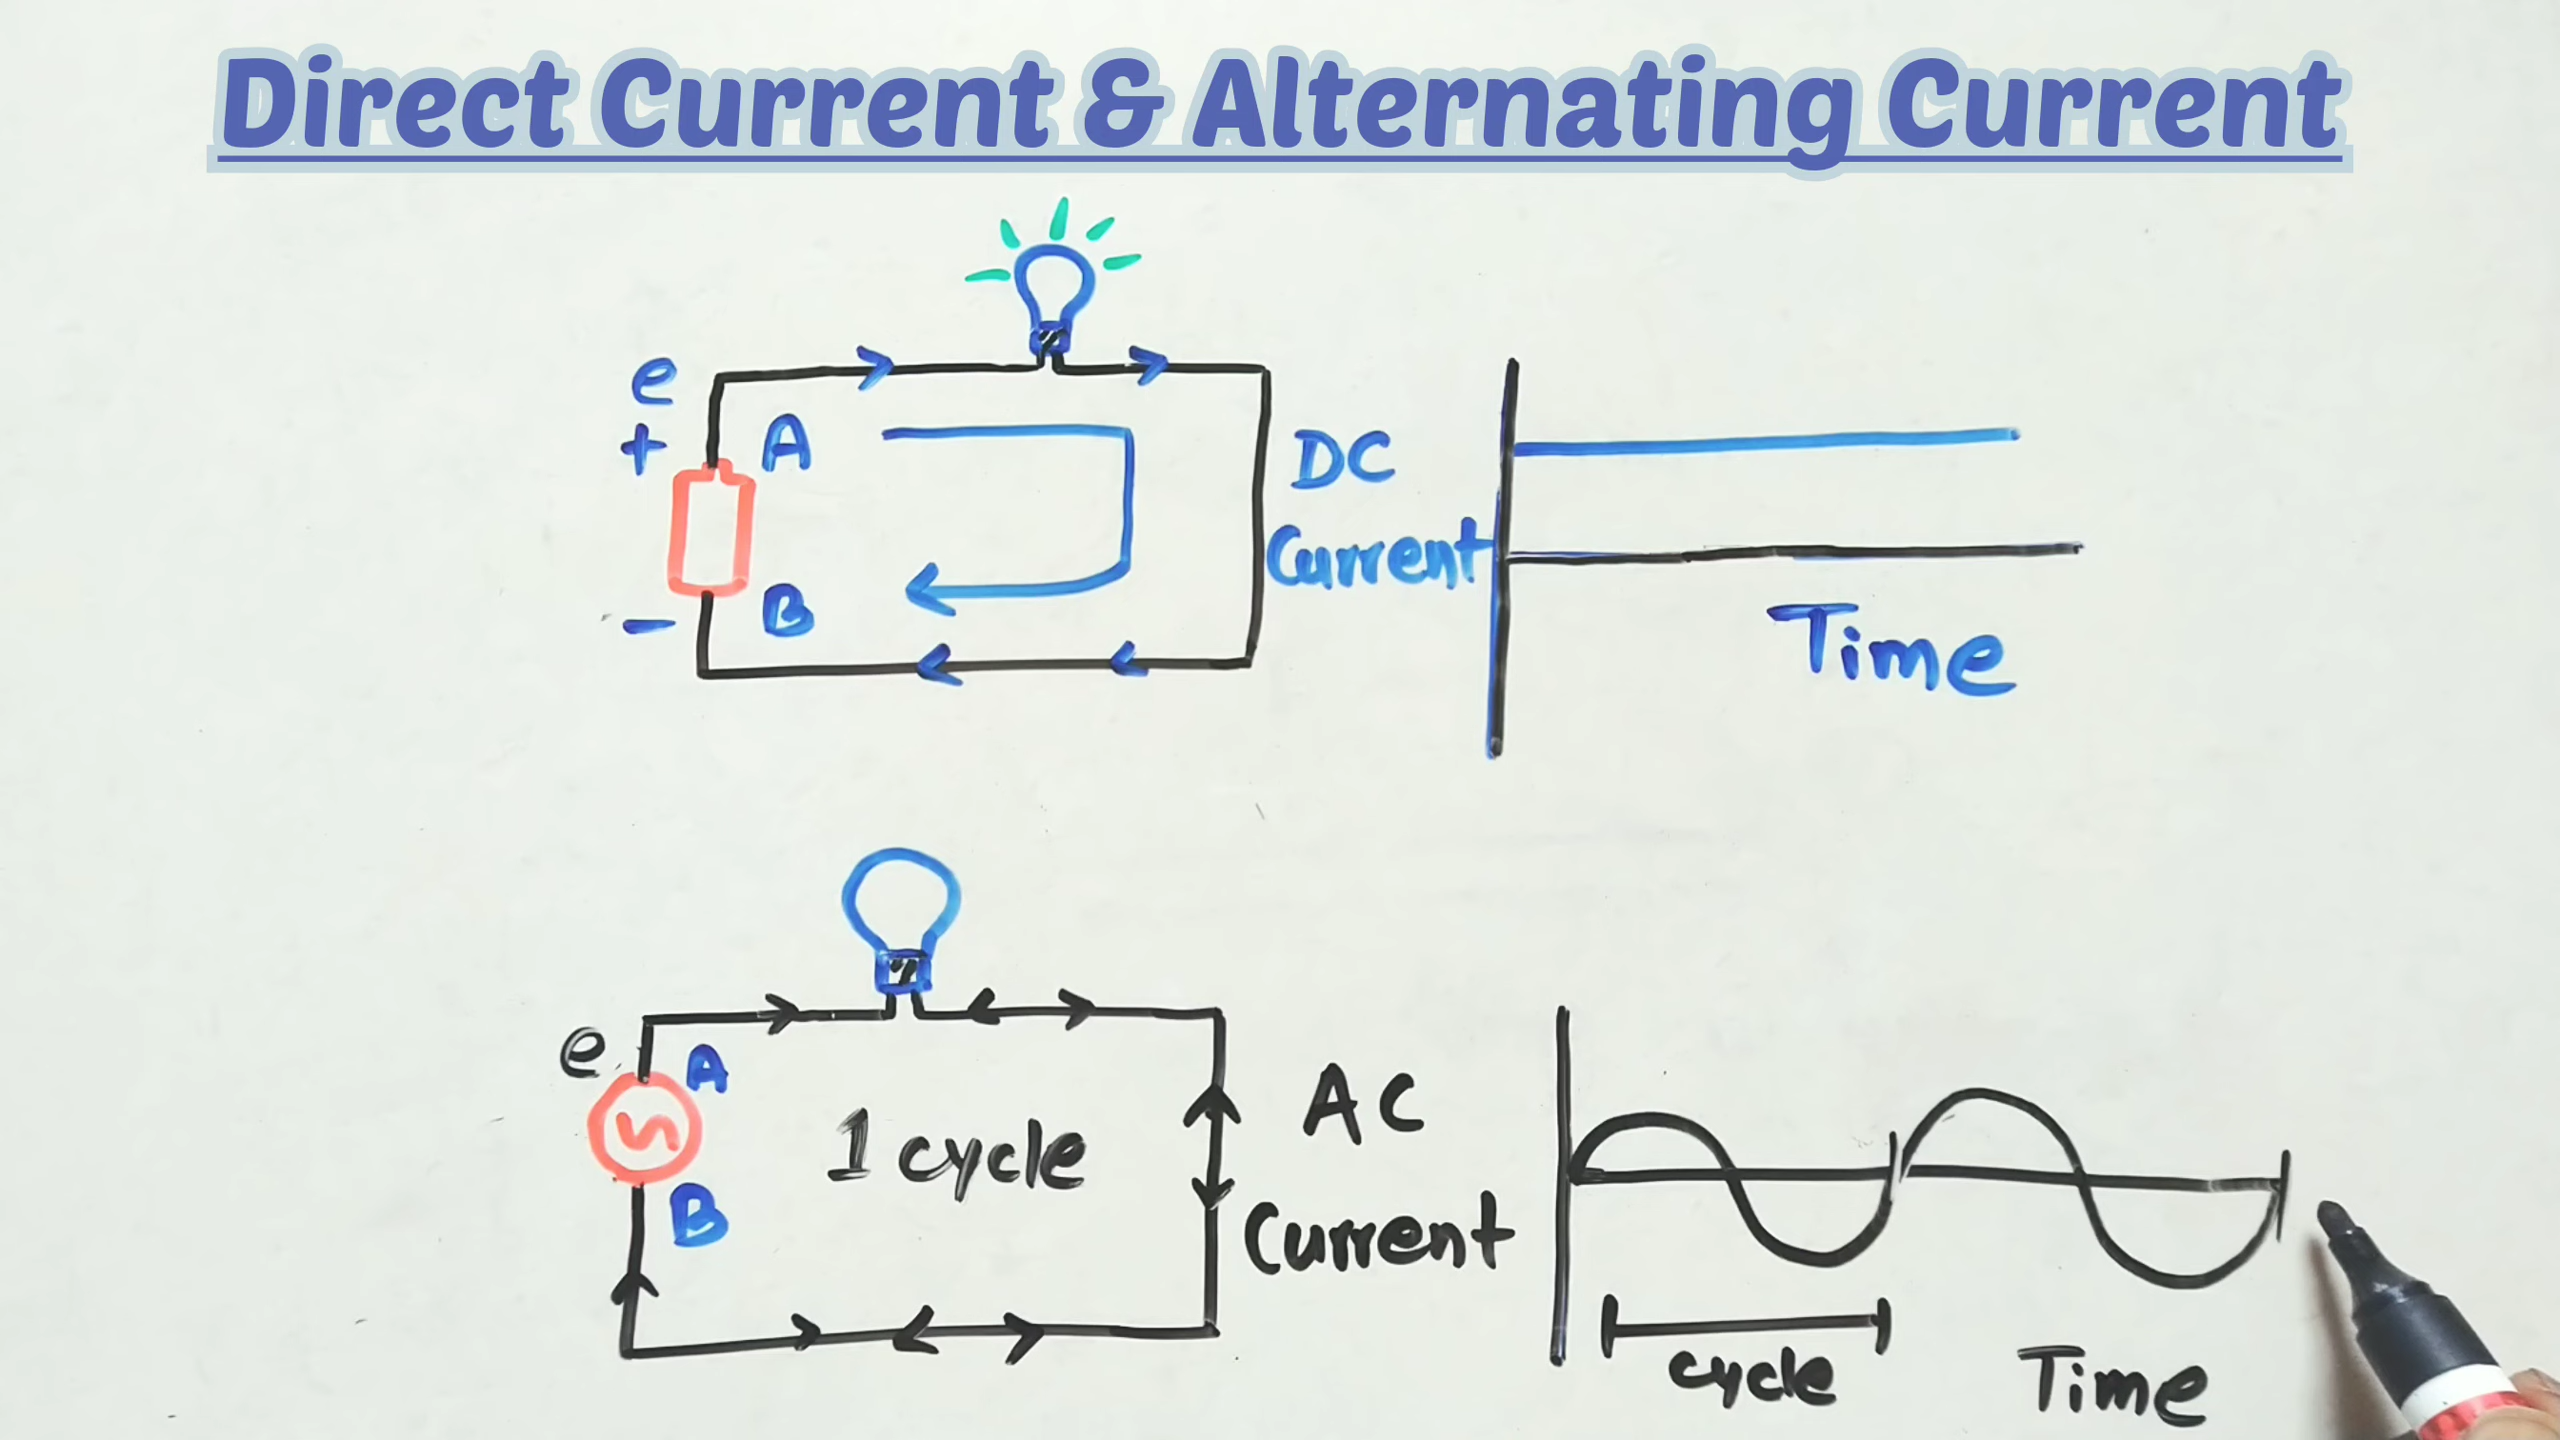 Direct Current & Alternating Current
e
+
A
B
-
DC
Current
Time
e
A
B
1 cycle
AC
Current
cycle
Time